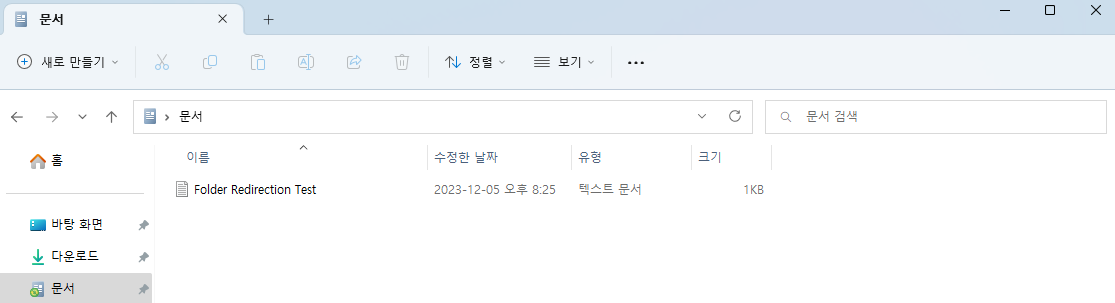 문서
새로 만들기 정렬 보기
문서 문서 검색
홈 이름 수정한 날짜 유형 크기
Folder Redirection Test 2023-12-05 오후 8:25 텍스트 문서 1KB
바탕 화면
다운로드
문서